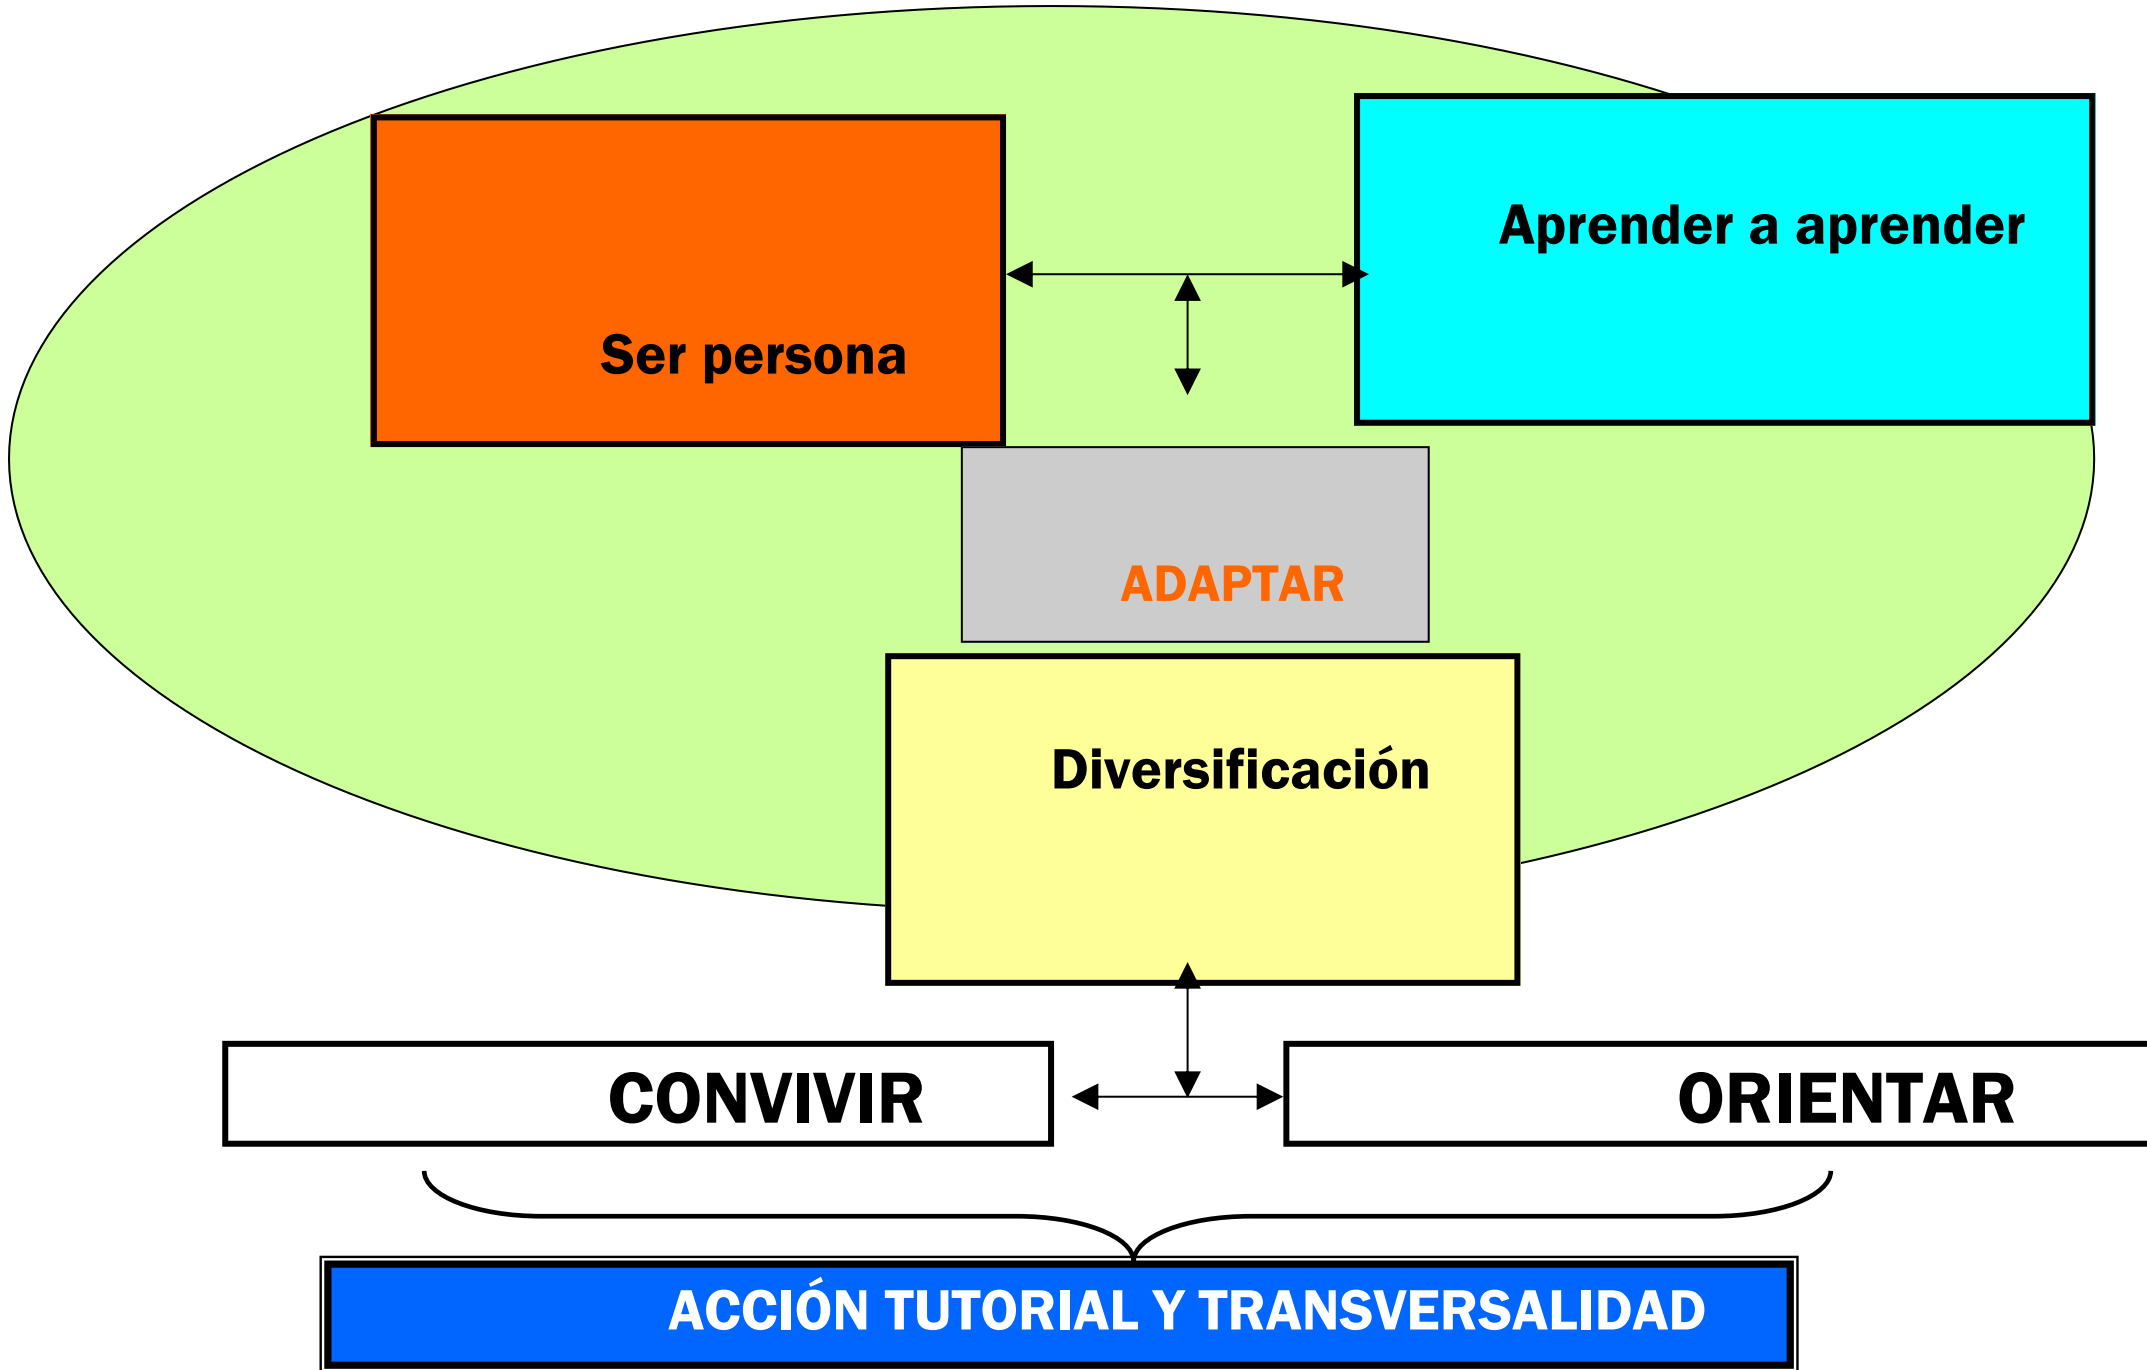 Aprender a aprender
Ser persona
ADAPTAR
Diversificación
CONVIVIR
ORIENTAR
ACCIÓN TUTORIAL Y TRANSVERSALIDAD